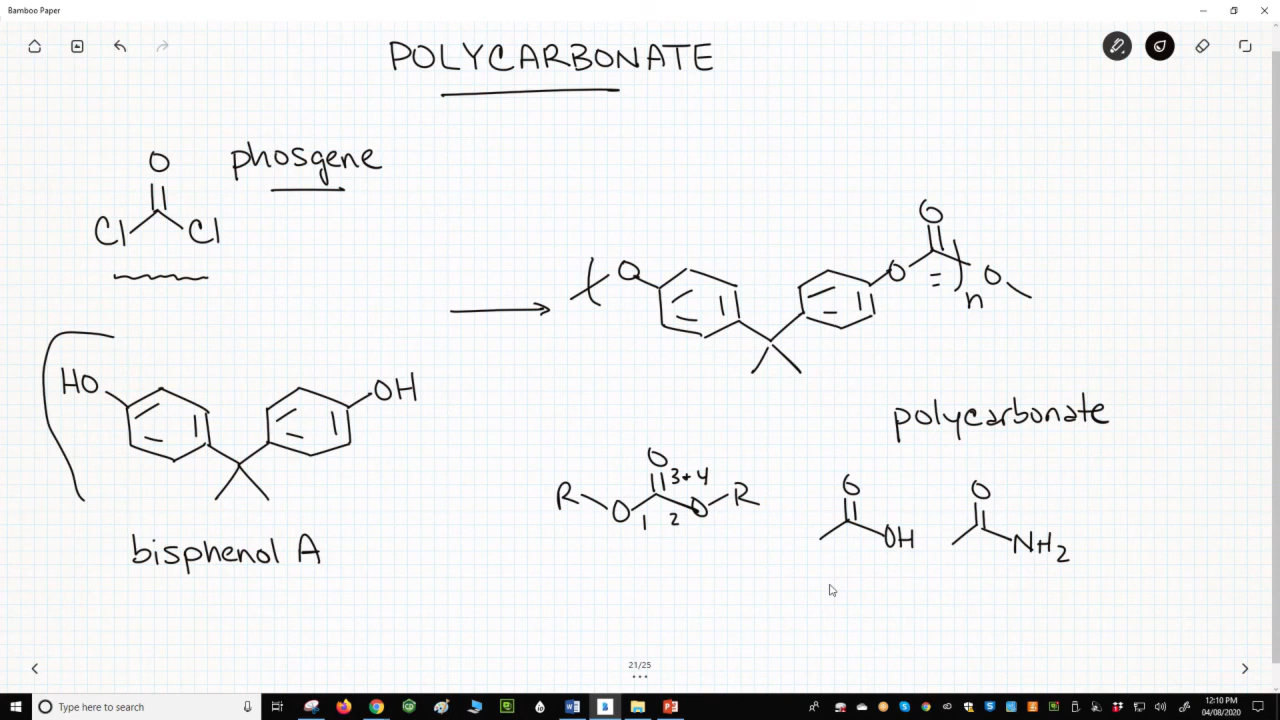 Bamboo Paper
POLYCARBONATE
phosgene
O
Cl Cl
O
O O
n
O
HO OH
polycarbonate
bisphenol A
O
3+4
R O O R
1 2
O
OH
O
NH2
21/25
Type here to search
12:10 PM
04/08/2020